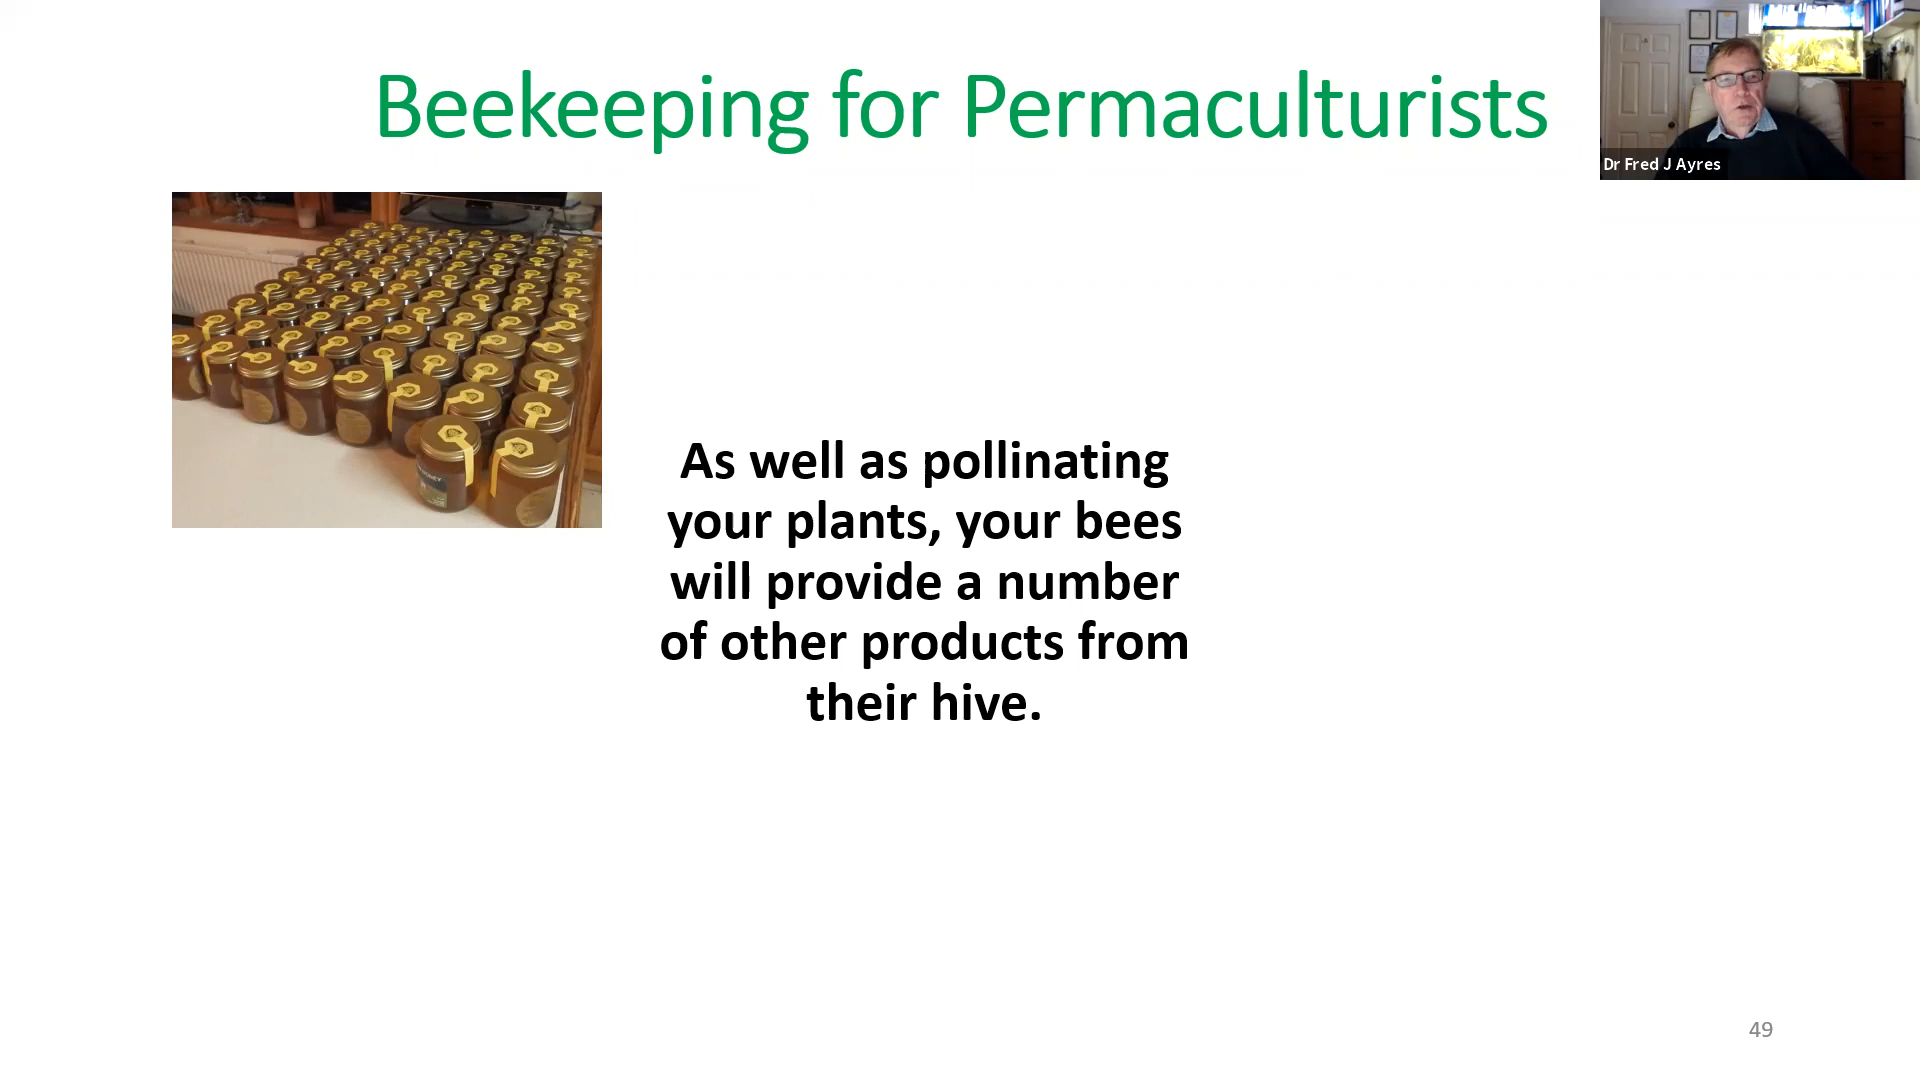 Beekeeping for Permaculturists
Dr Fred J Ayres
As well as pollinating
your plants, your bees
will provide a number
of other products from
their hive.
49